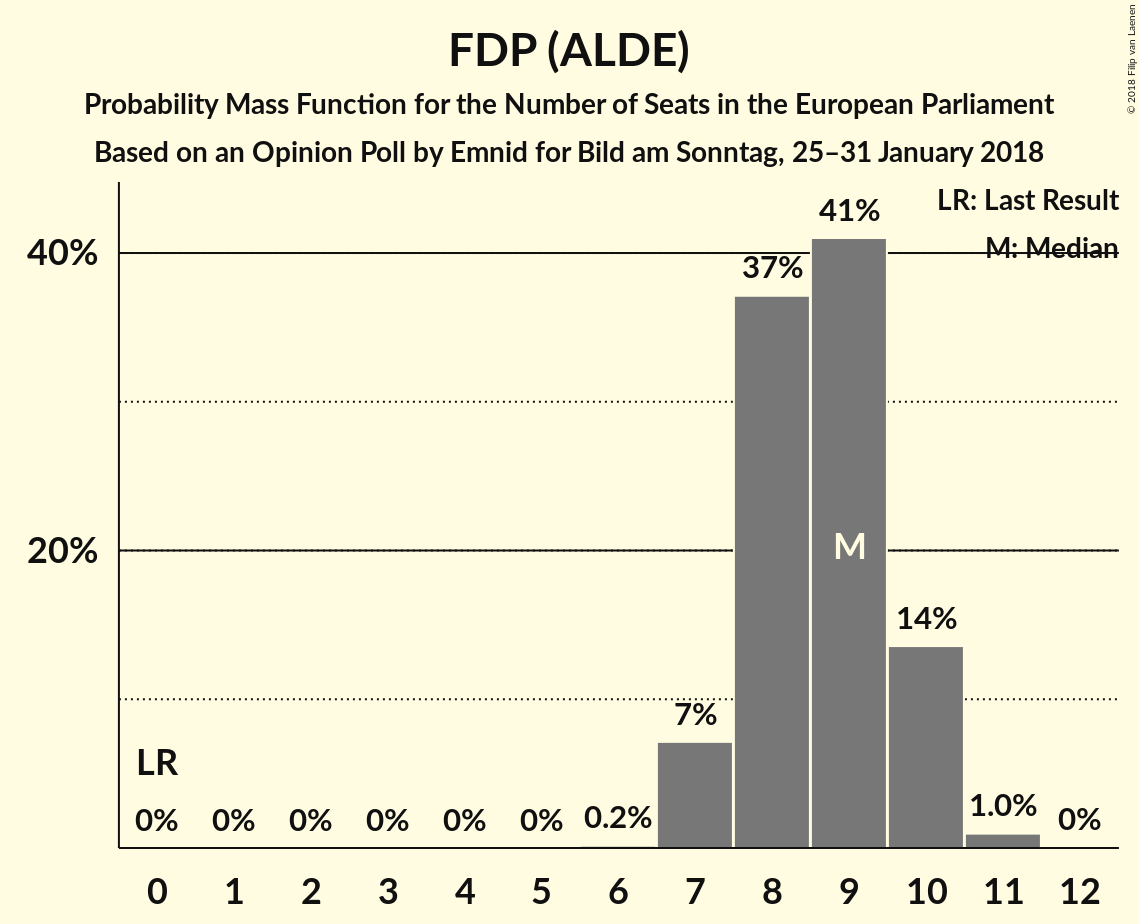 FDP (ALDE)
Probability Mass Function for the Number of Seats in the European Parliament
Based on an Opinion Poll by Emnid for Bild am Sonntag, 25–31 January 2018
© 2018 Filip van Laenen
LR: Last Result
M: Median
40%
20%
41%
37%
M
14%
7%
LR
0% 0% 0% 0% 0% 0% 0.2% 1.0% 0%
0 1 2 3 4 5 6 7 8 9 10 11 12